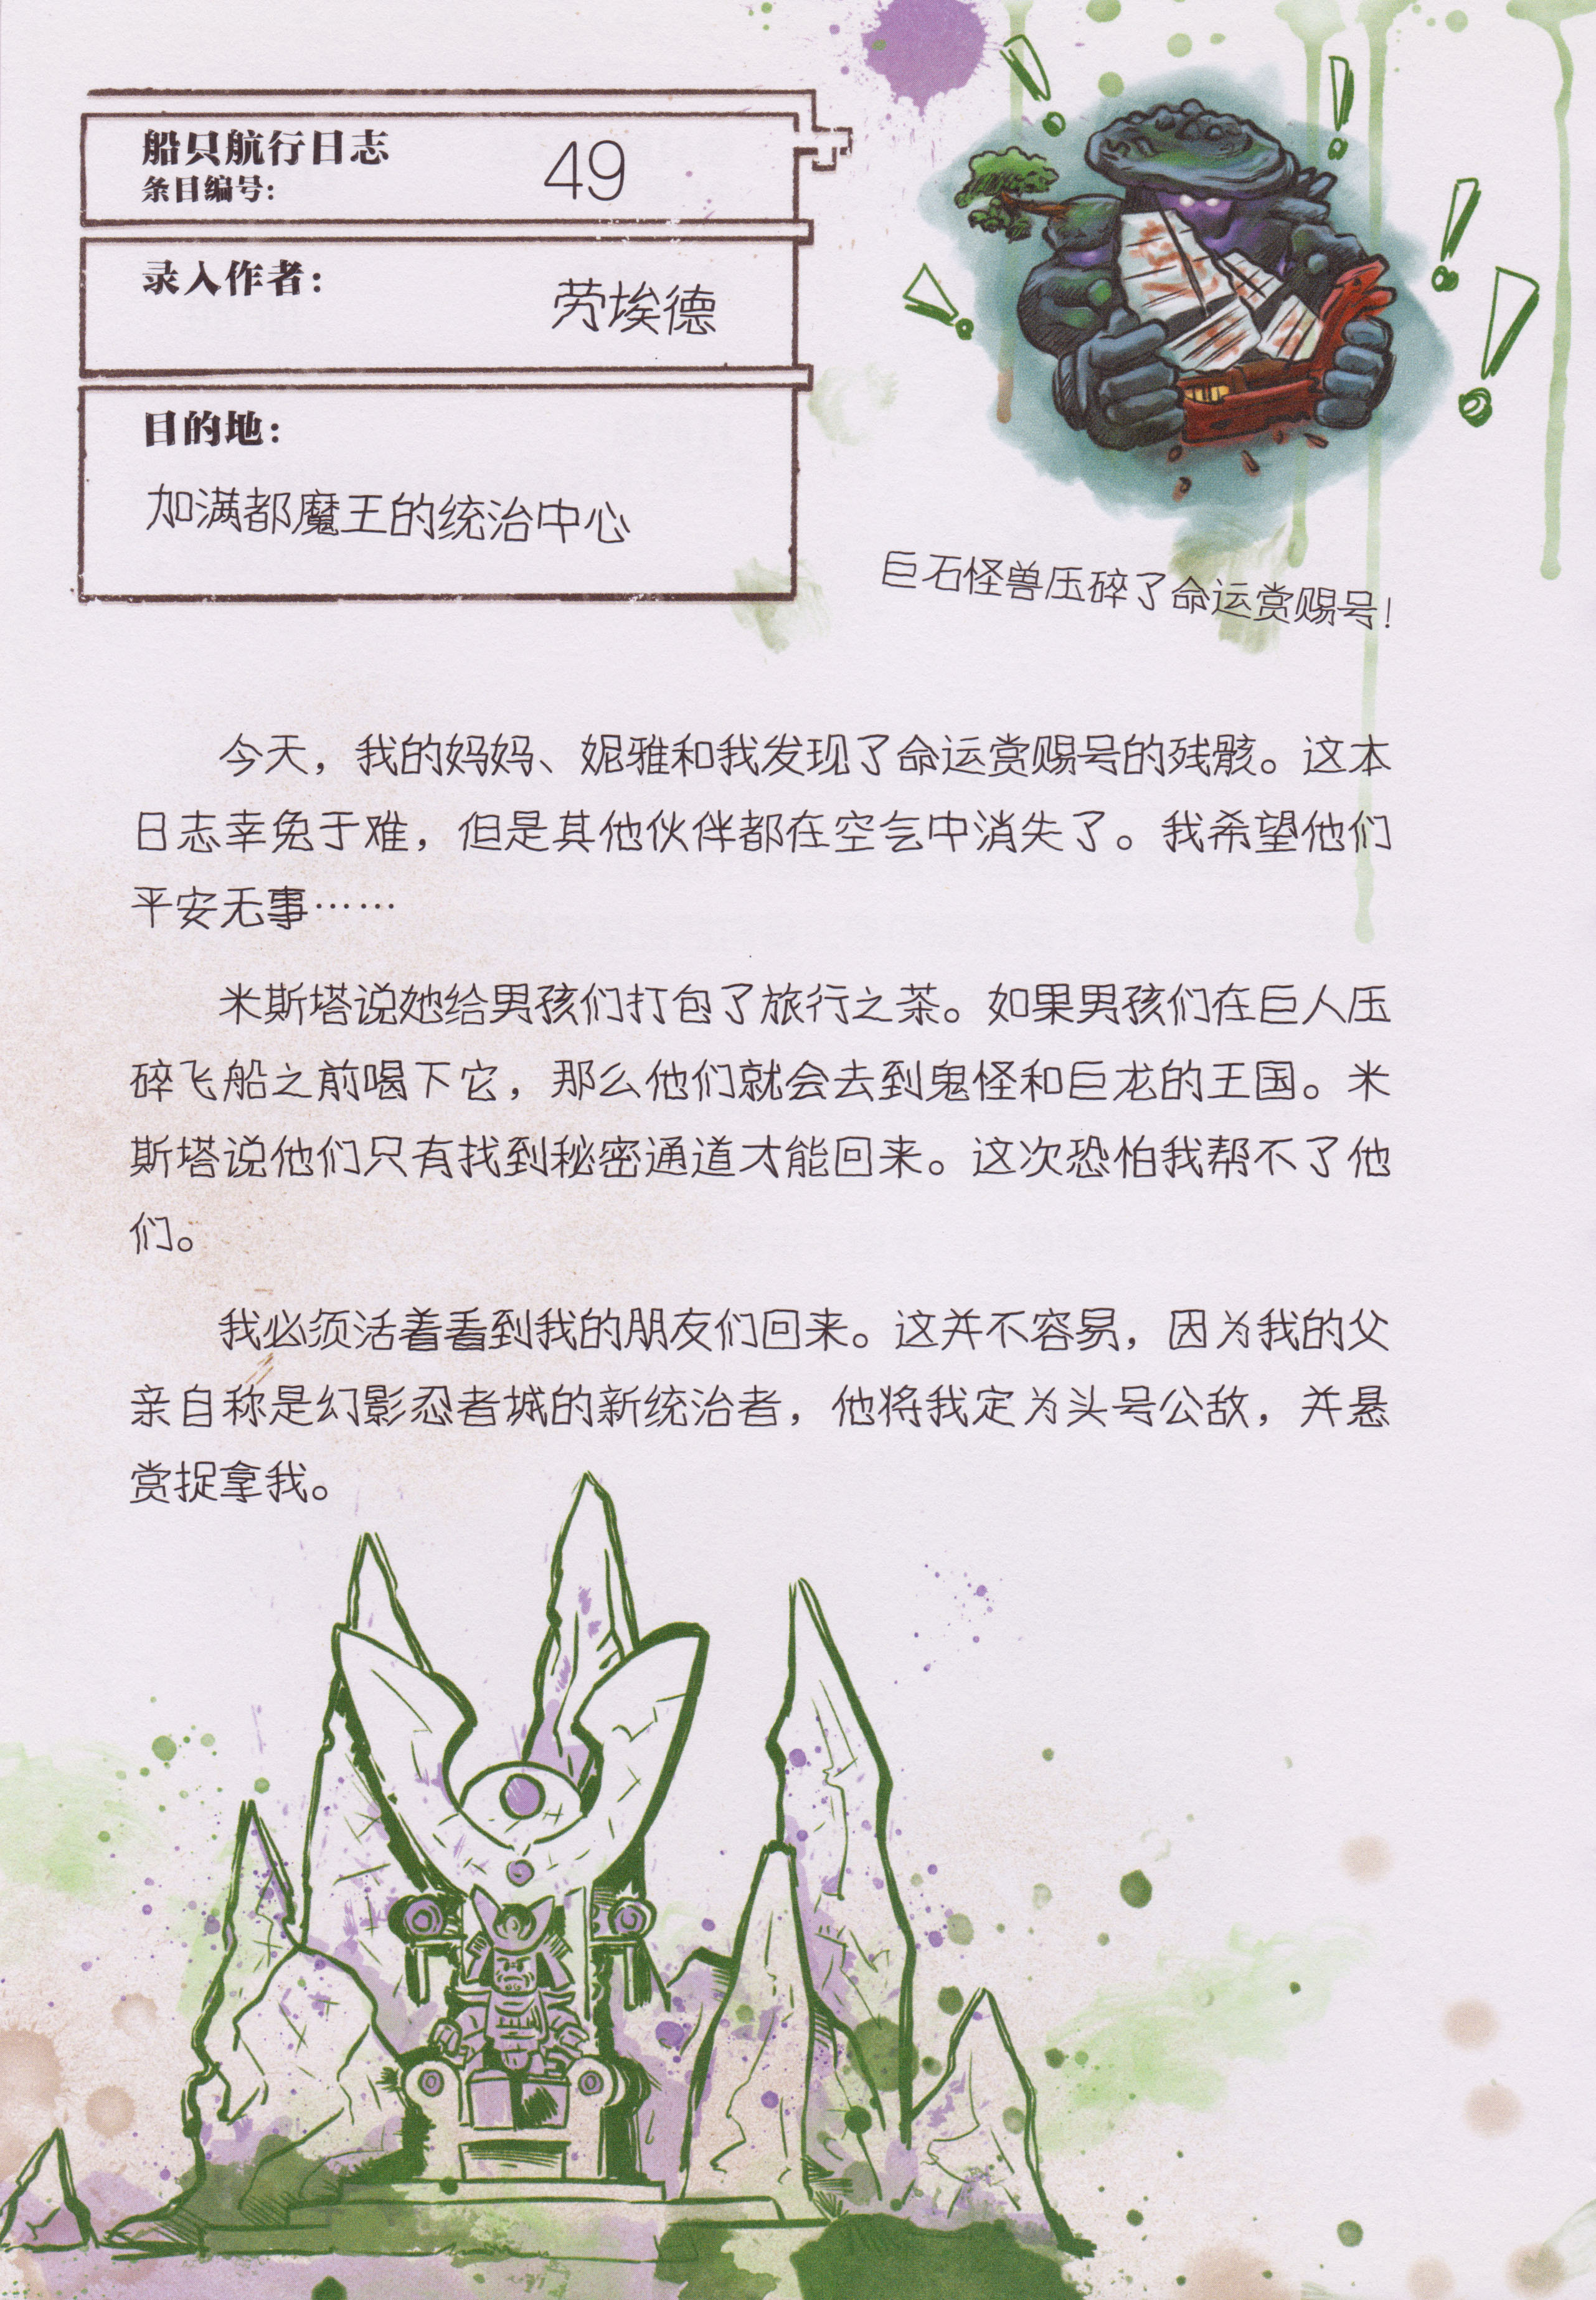 船只航行日志
条目编号：
49
录入作者：
劳埃德
目的地：
加满都魔王的统治中心
巨石怪兽压碎了命运赏赐号！
今天，我的妈妈、妮雅和我发现了命运赏赐号的残骸。这本
日志幸免于难，但是其他伙伴都在空气中消失了。我希望他们
平安无事……
米斯塔说她给男孩们打包了旅行之茶。如果男孩们在巨人压
碎飞船之前喝下它，那么他们就会去到鬼怪和巨龙的王国。米
斯塔说他们只有找到秘密通道才能回来。这次恐怕我帮不了他
们。
我必须活着看到我的朋友们回来。这并不容易，因为我的父
亲自称是幻影忍者城的新统治者，他将我定为头号公敌，并悬
赏捉拿我。